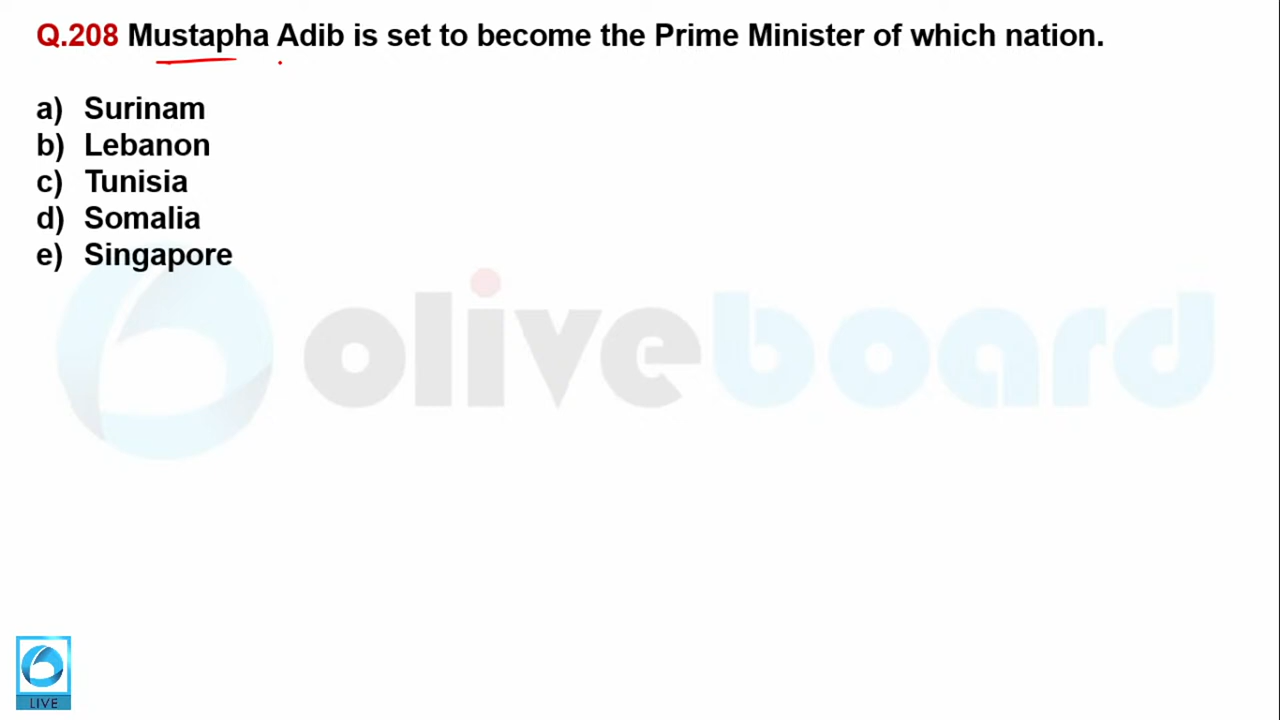 Q.208 Mustapha Adib is set to become the Prime Minister of which nation.
a) Surinam
b) Lebanon
c) Tunisia
d) Somalia
e) Singapore
oliveboard
LIVE